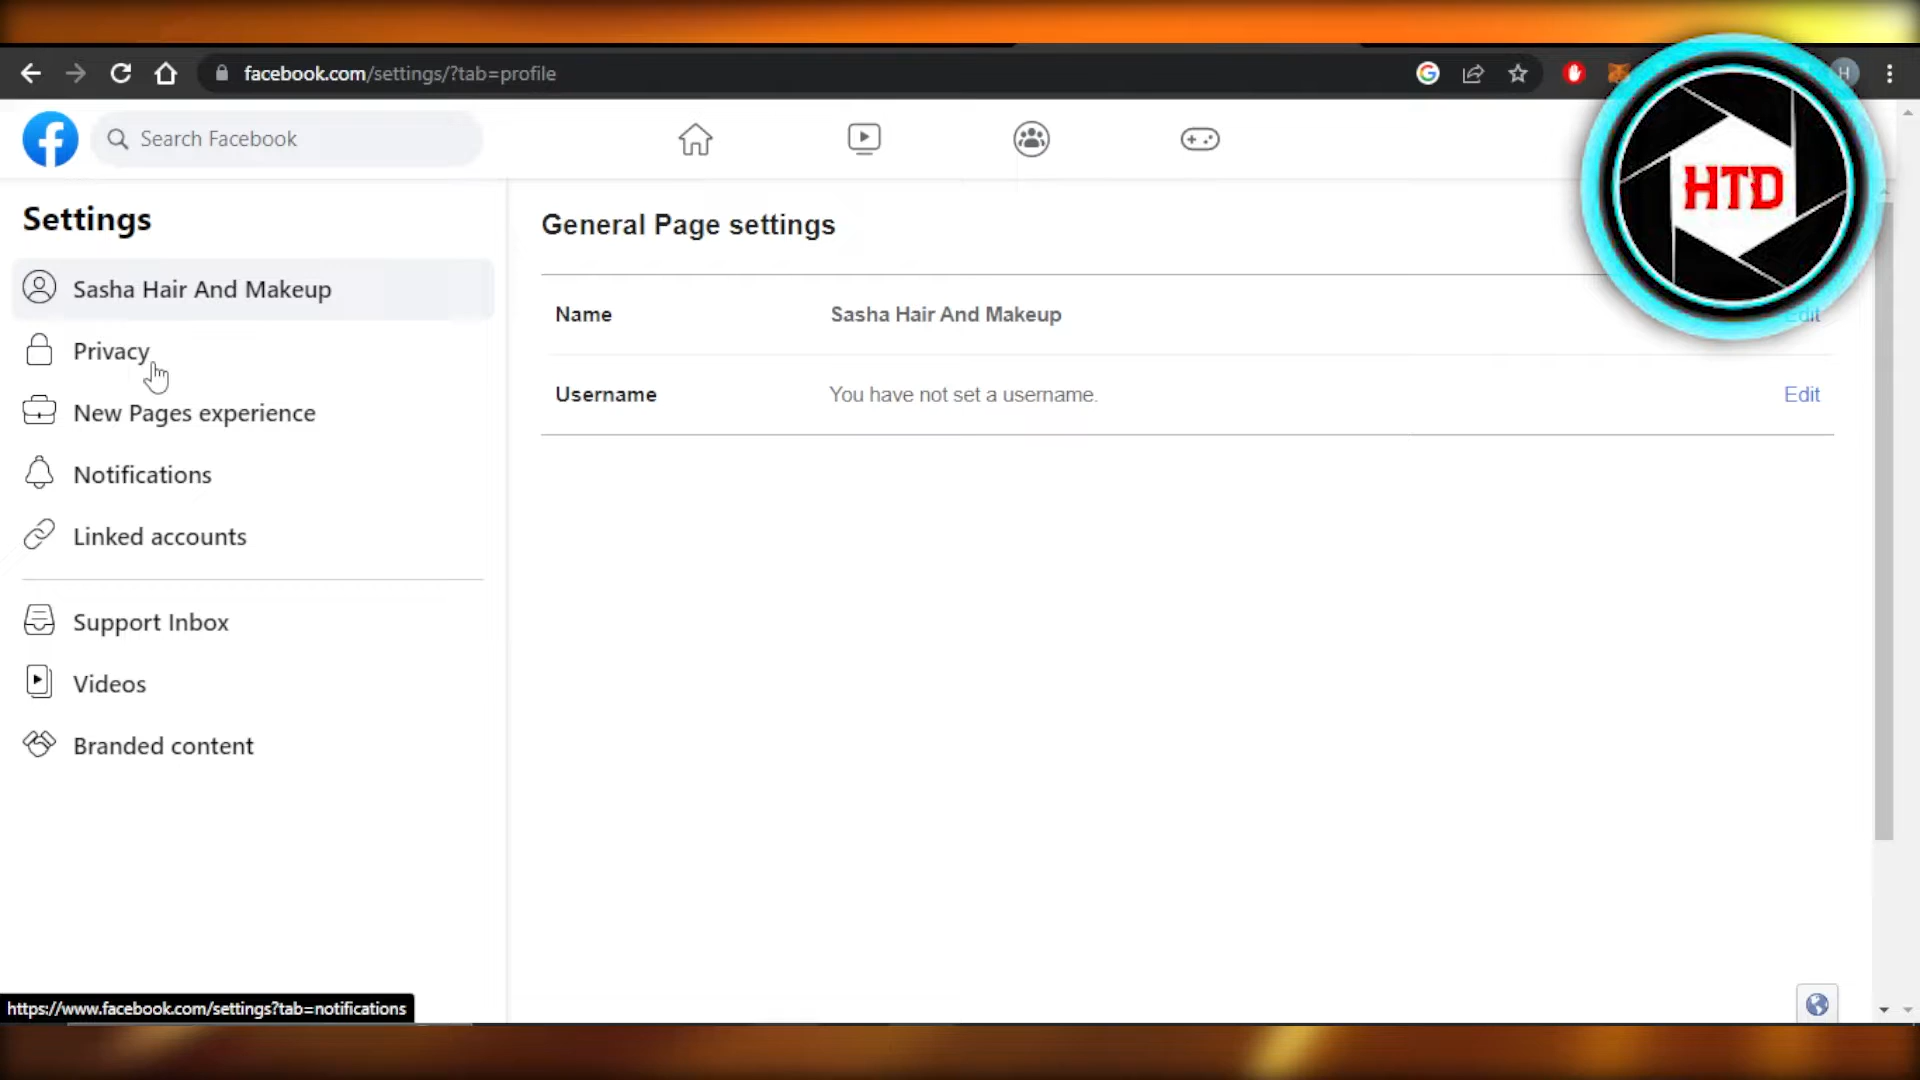 facebook.com/settings/?tab=profile
H
Search Facebook
HTD
Settings
Sasha Hair And Makeup
Privacy
New Pages experience
Notifications
Linked accounts
Support Inbox
Videos
Branded content
General Page settings
Name
Sasha Hair And Makeup
Edit
Username
You have not set a username.
Edit
https://www.facebook.com/settings?tab=notifications